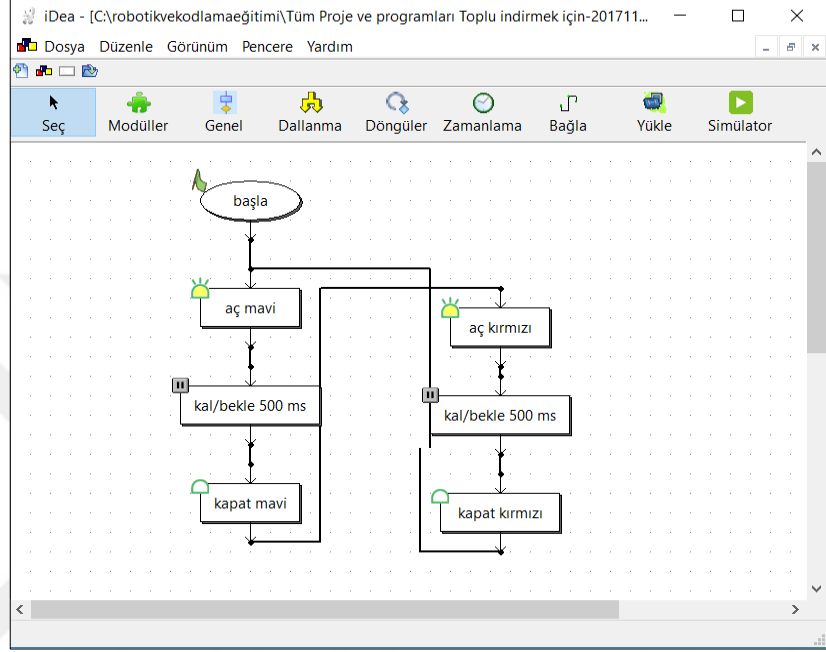 iDea - [C:\robotikvekodlamaeğitimi\Tüm Proje ve programları Toplu indirmek için-201711...
Dosya Düzenle Görünüm Pencere Yardım
Seç Modüller Genel Dallanma Döngüler Zamanlama Bağla Yükle Simülator
başla
aç mavi
kal/bekle 500 ms
kapat mavi
aç kırmızı
kal/bekle 500 ms
kapat kırmızı